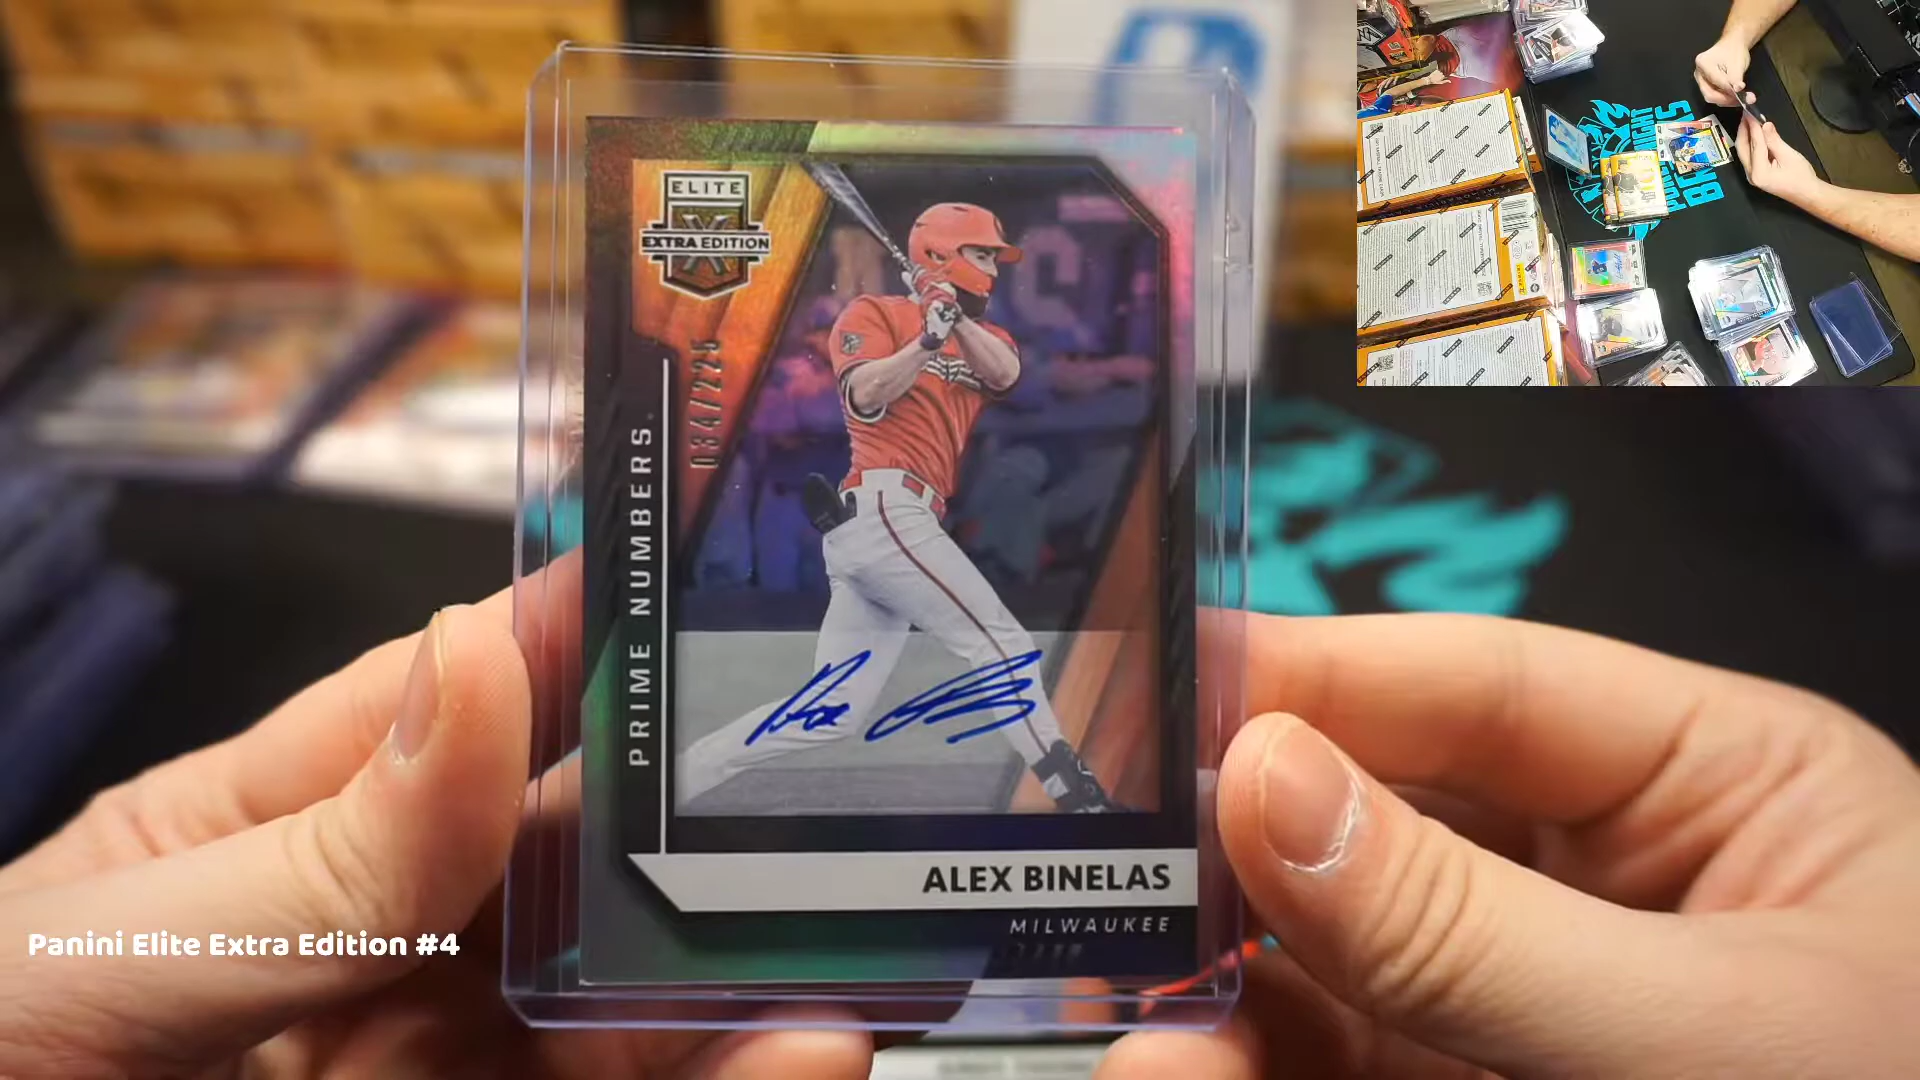 ELITE
X
EXTRA EDITION
034/225
PRIME NUMBERS.
ALEX BINELAS
MILWAUKEE
Panini Elite Extra Edition #4